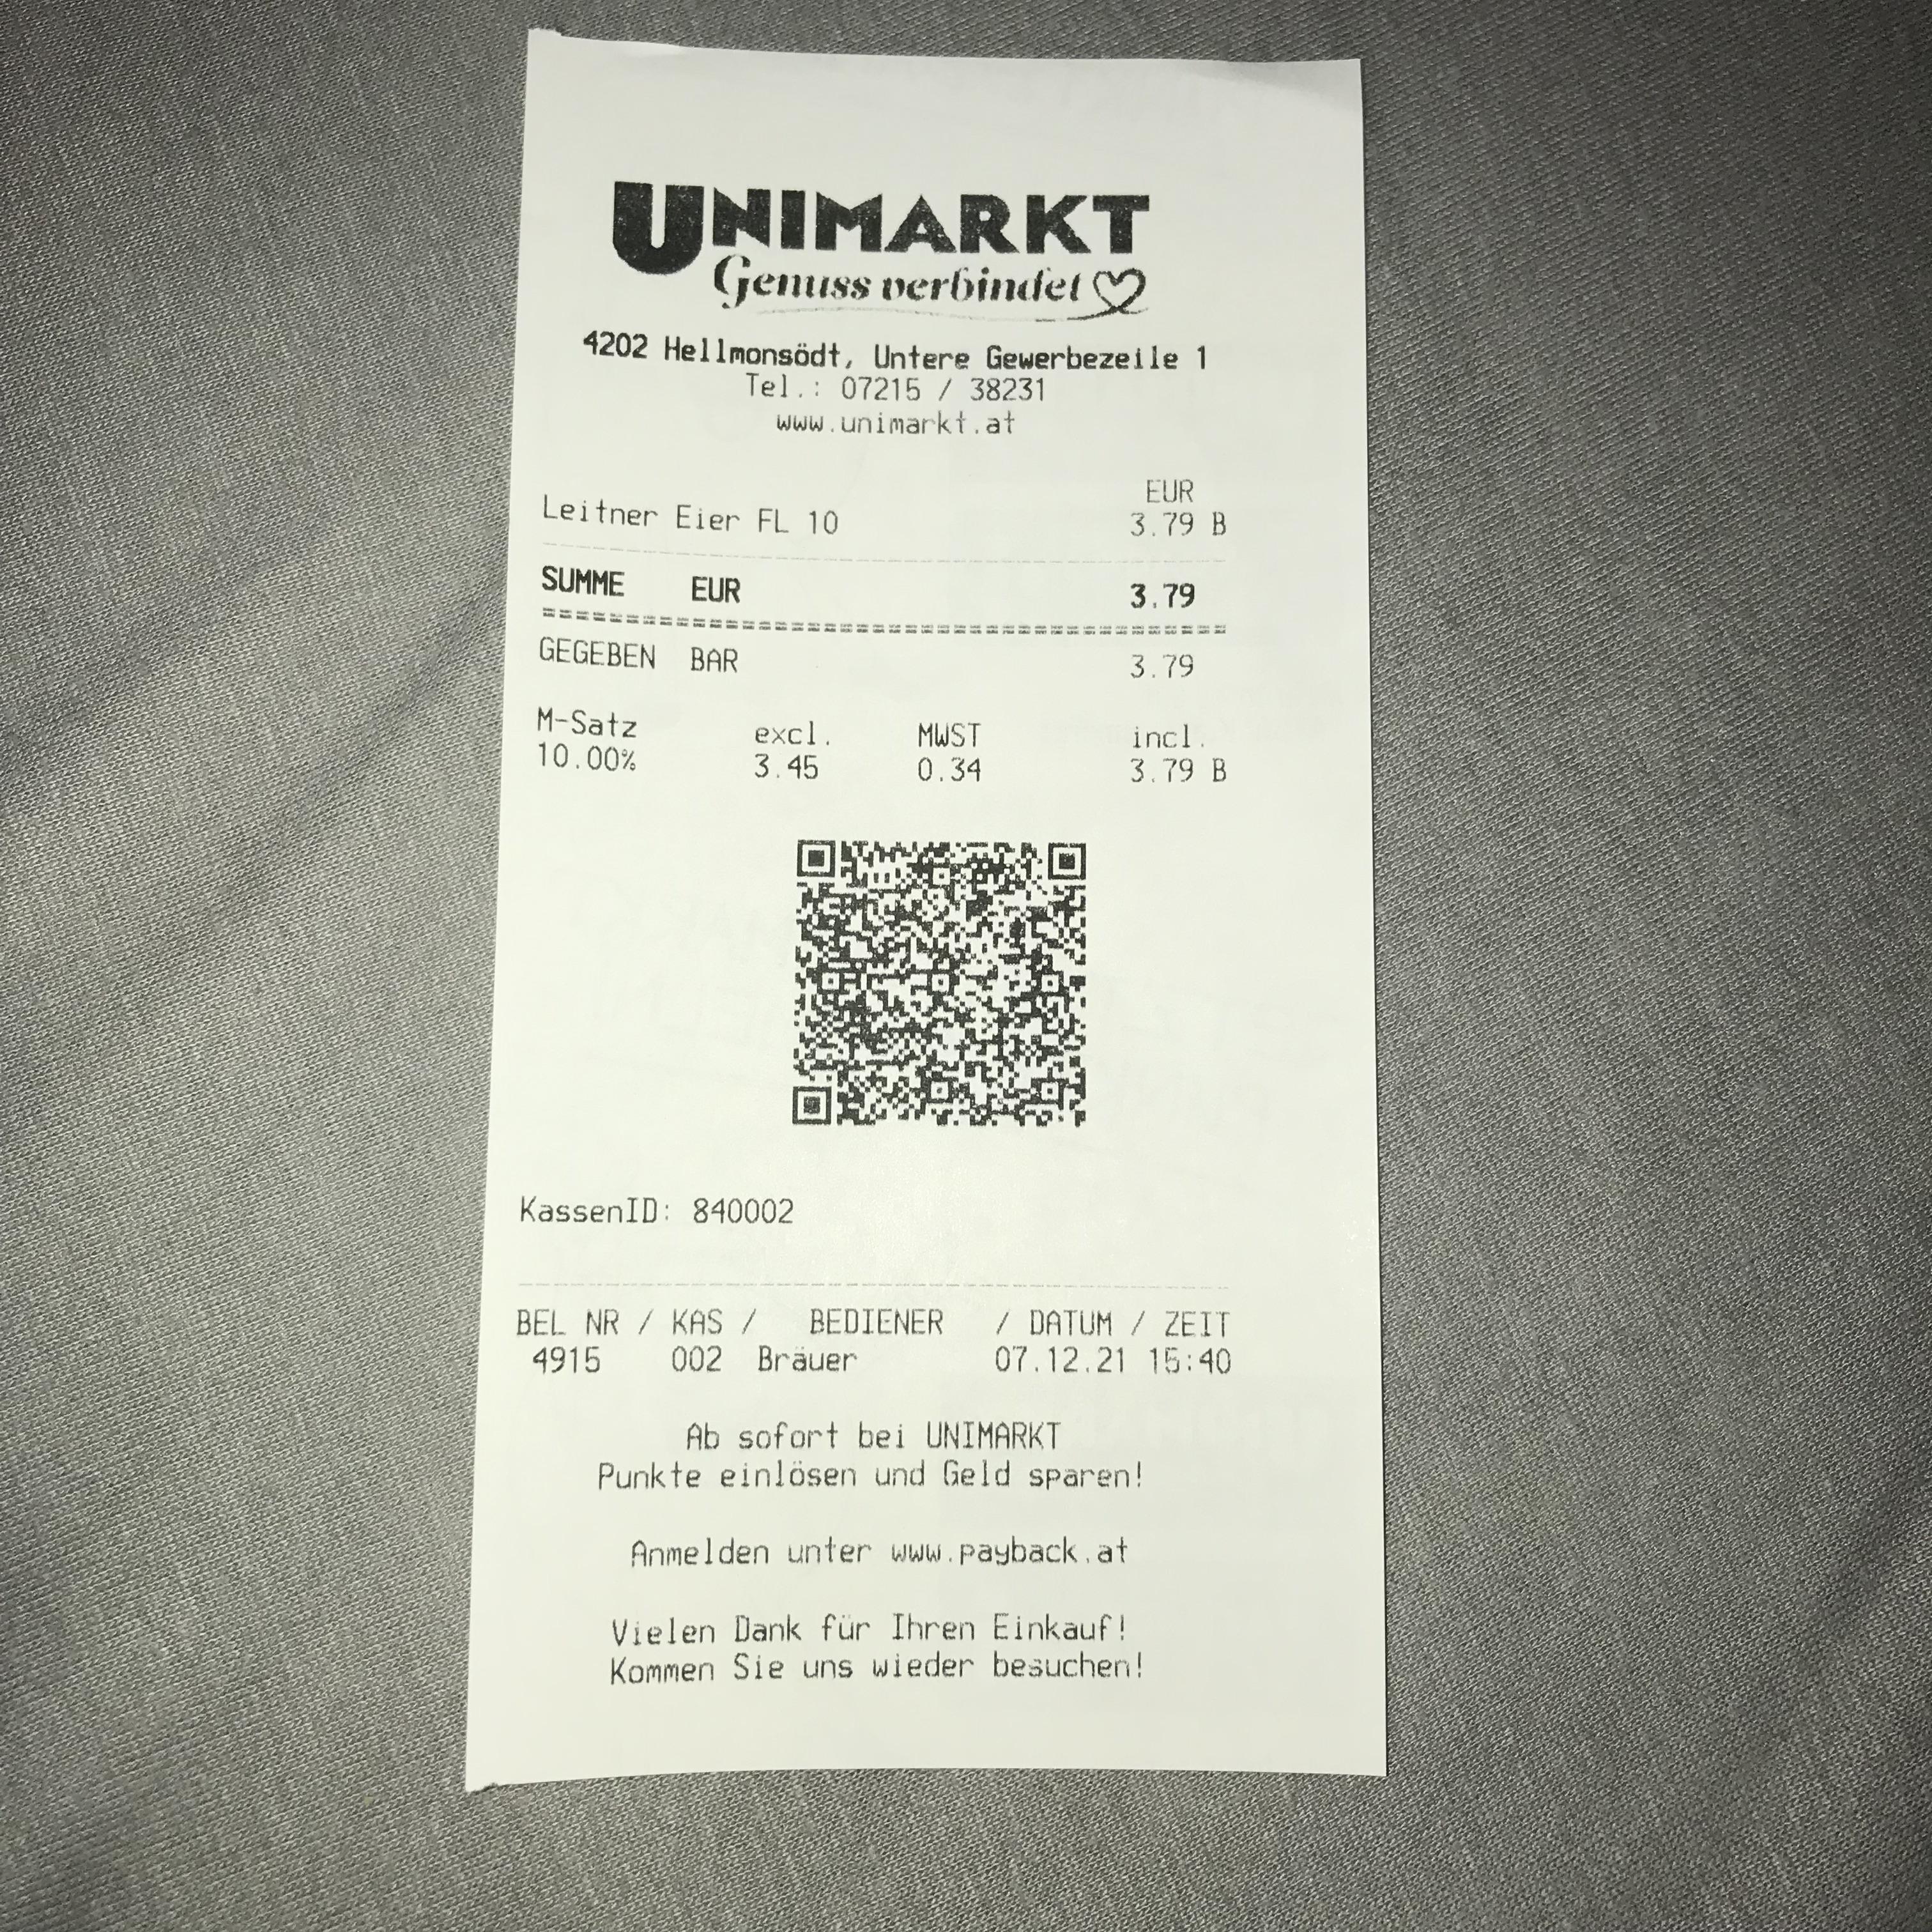 UNIMARKT
Genuss verbindet
4202 Hellmonsödt, Untere Gewerbezeile 1
Tel.: 07215 / 38231
www.unimarkt.at
EUR
Leitner Eier FL 10 3.79 B
SUMME EUR 3.79
GEGEBEN BAR 3.79
M-Satz excl. MWST incl.
10.00% 3.45 0.34 3.79 B
KassenID: 840002
BEL NR / KAS / BEDIENER / DATUM / ZEIT
4915 002 Bräuer 07.12.21 15:40
Ab sofort bei UNIMARKT
Punkte einlösen und Geld sparen!
Anmelden unter www.payback.at
Vielen Dank für Ihren Einkauf!
Kommen Sie uns wieder besuchen!